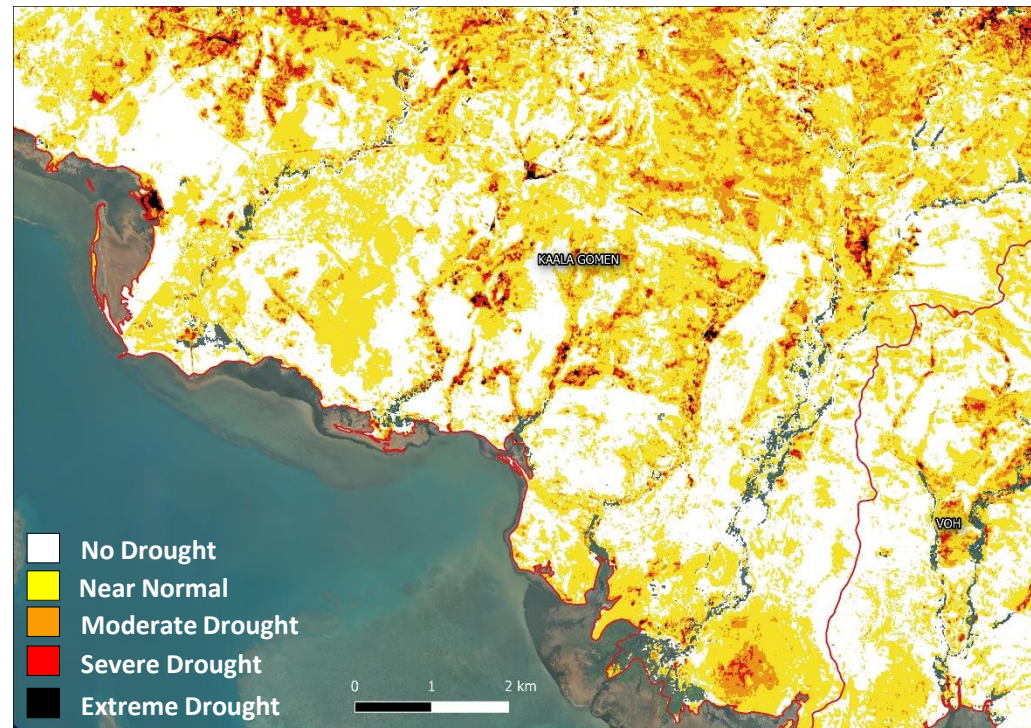 KAALA GOMEN
VOH
No Drought
Near Normal
Moderate Drought
Severe Drought
Extreme Drought
0 1 2 km